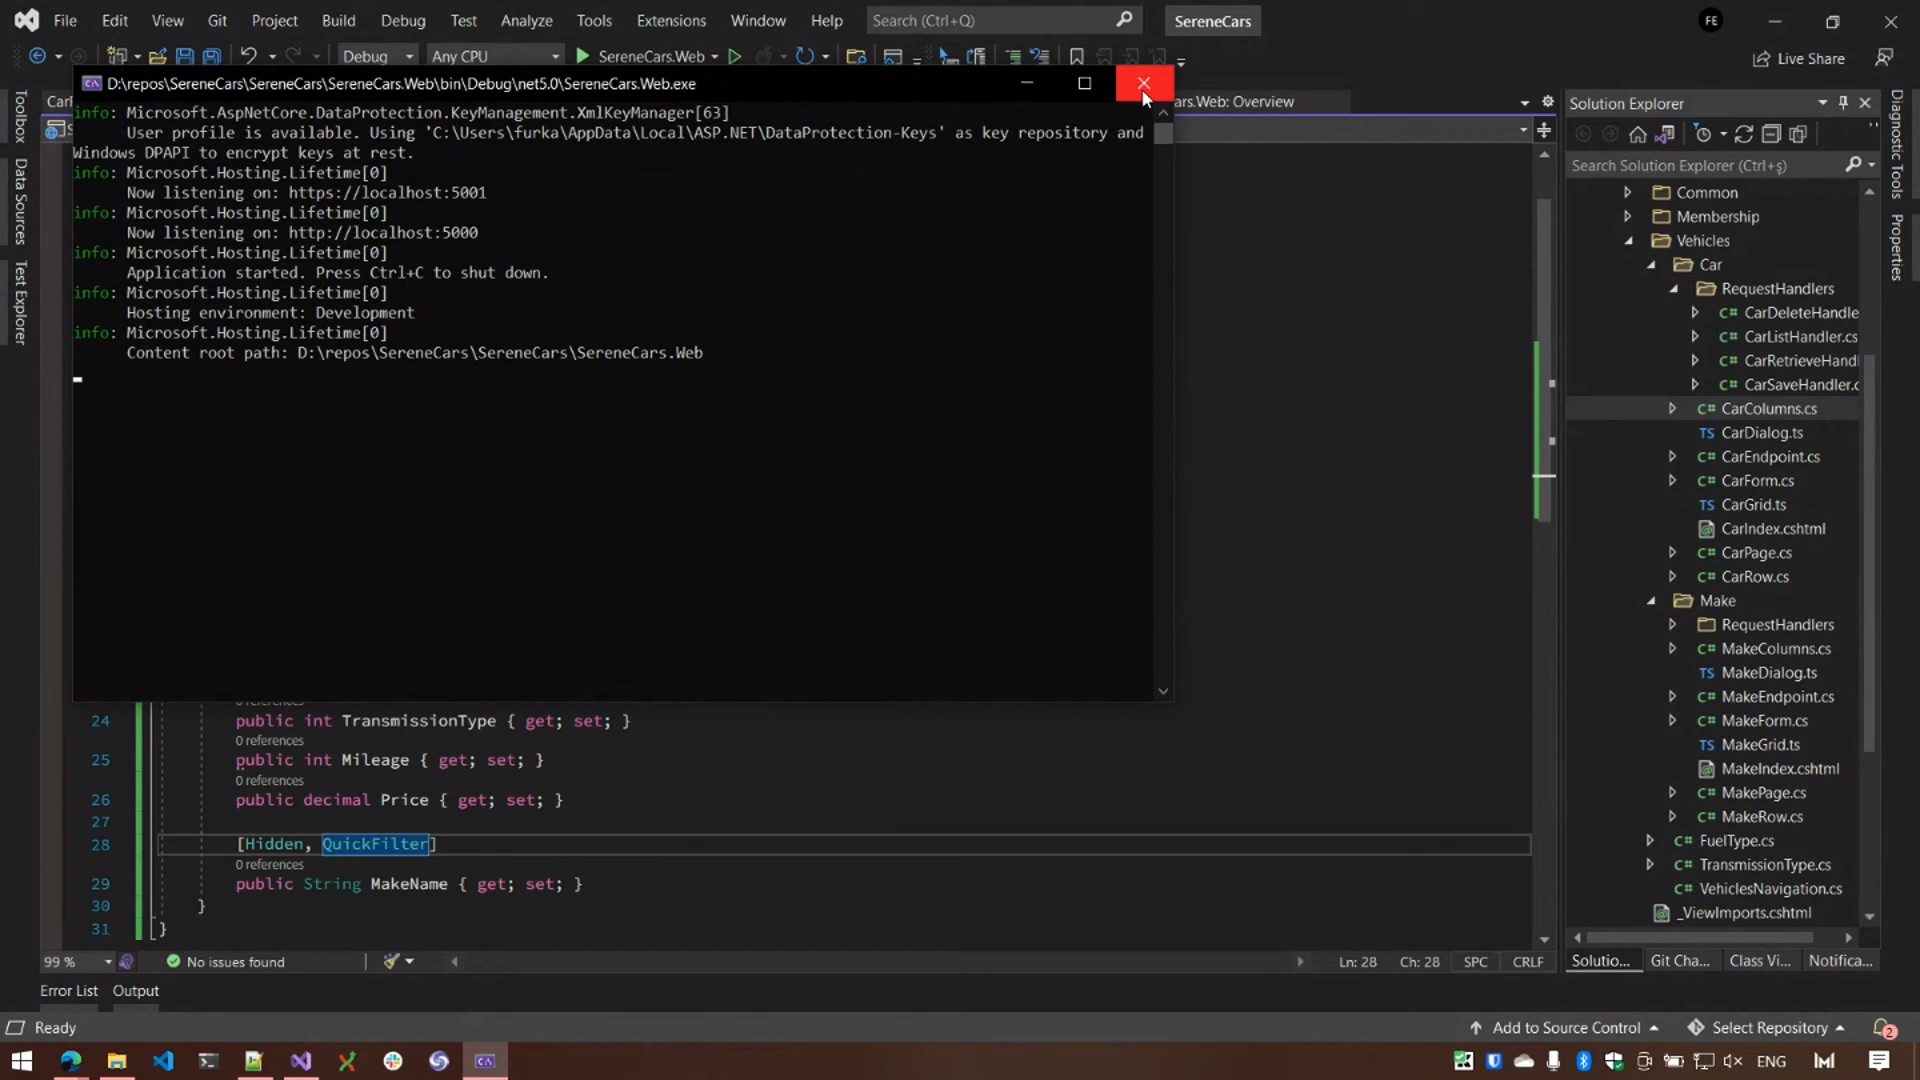 File Edit View Git Project Build Debug Test Analyze Tools Extensions Window Help Search (Ctrl+Q) SereneCars FE
Debug Any CPU SereneCars.Web Live Share
D:\repos\SereneCars\SereneCars\SereneCars.Web\bin\Debug\net5.0\SereneCars.Web.exe
info: Microsoft.AspNetCore.DataProtection.KeyManagement.XmlKeyManager[63]
User profile is available. Using 'C:\Users\furka\AppData\Local\ASP.NET\DataProtection-Keys' as key repository and
Windows DPAPI to encrypt keys at rest.
info: Microsoft.Hosting.Lifetime[0]
Now listening on: https://localhost:5001
info: Microsoft.Hosting.Lifetime[0]
Now listening on: http://localhost:5000
info: Microsoft.Hosting.Lifetime[0]
Application started. Press Ctrl+C to shut down.
info: Microsoft.Hosting.Lifetime[0]
Hosting environment: Development
info: Microsoft.Hosting.Lifetime[0]
Content root path: D:\repos\SereneCars\SereneCars\SereneCars.Web
ars.Web: Overview
Toolbox
Data Sources
Test Explorer
24 public int TransmissionType { get; set; }
0 references
25 public int Mileage { get; set; }
0 references
26 public decimal Price { get; set; }
27
28 [Hidden, QuickFilter]
0 references
29 public String MakeName { get; set; }
30 }
31 }
99 % No issues found Ln: 28 Ch: 28 SPC CRLF
Error List Output
Solution Explorer
Search Solution Explorer (Ctrl+ş)
Common
Membership
Vehicles
Car
RequestHandlers
C# CarDeleteHandle
C# CarListHandler.cs
C# CarRetrieveHand
C# CarSaveHandler.c
C# CarColumns.cs
TS CarDialog.ts
C# CarEndpoint.cs
C# CarForm.cs
TS CarGrid.ts
CarIndex.cshtml
C# CarPage.cs
C# CarRow.cs
Make
RequestHandlers
C# MakeColumns.cs
TS MakeDialog.ts
C# MakeEndpoint.cs
C# MakeForm.cs
TS MakeGrid.ts
MakeIndex.cshtml
C# MakePage.cs
C# MakeRow.cs
C# FuelType.cs
C# TransmissionType.cs
C# VehiclesNavigation.cs
_ViewImports.cshtml
Solutio... Git Cha... Class Vi... Notifica...
Diagnostic Tools
Properties
Ready Add to Source Control Select Repository 2
ENG